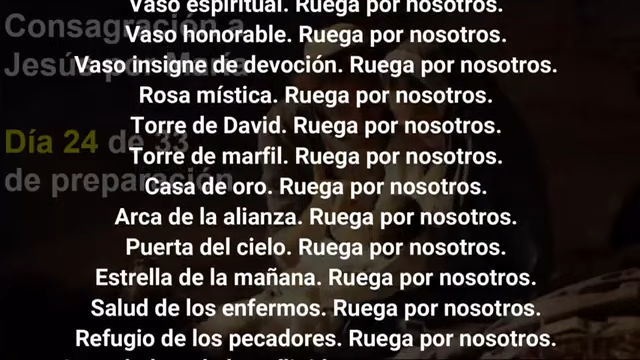 Consagración a
Jesús por María
Día 24 de 33
de preparación
Vaso espiritual. Ruega por nosotros.
Vaso honorable. Ruega por nosotros.
Vaso insigne de devoción. Ruega por nosotros.
Rosa mística. Ruega por nosotros.
Torre de David. Ruega por nosotros.
Torre de marfil. Ruega por nosotros.
Casa de oro. Ruega por nosotros.
Arca de la alianza. Ruega por nosotros.
Puerta del cielo. Ruega por nosotros.
Estrella de la mañana. Ruega por nosotros.
Salud de los enfermos. Ruega por nosotros.
Refugio de los pecadores. Ruega por nosotros.